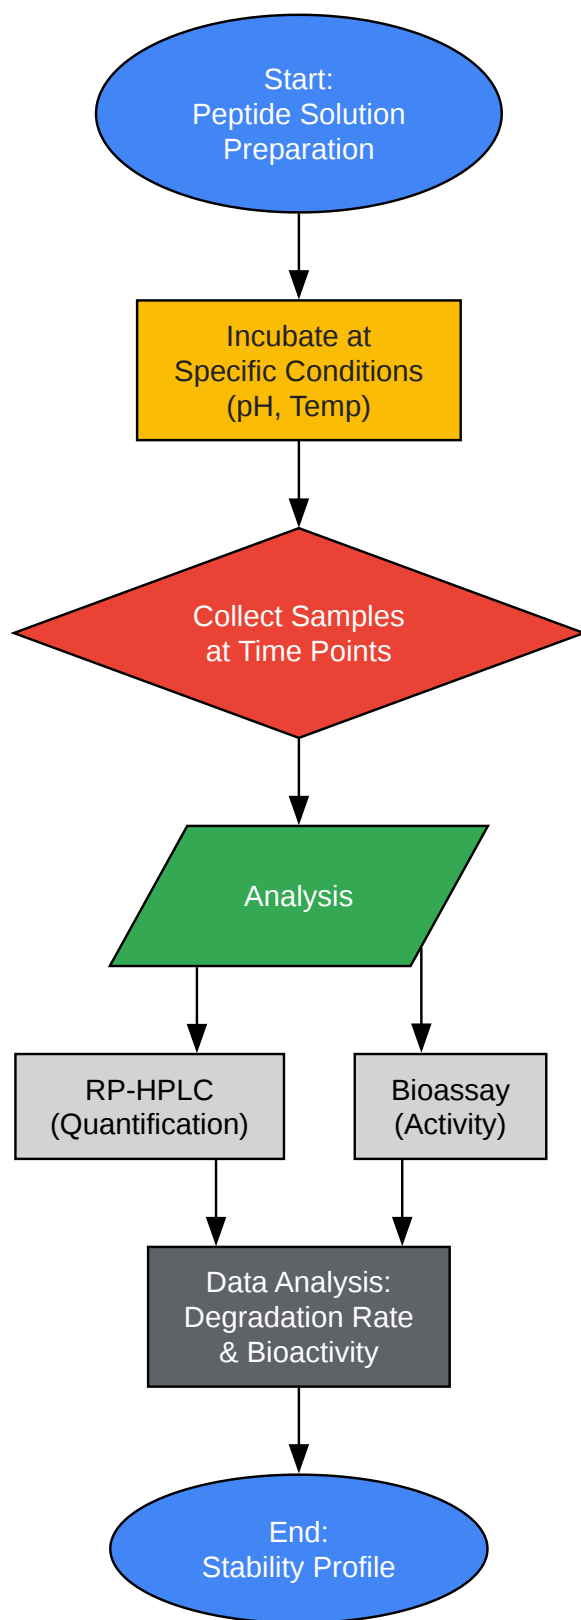 Start:
Peptide Solution
Preparation
Incubate at
Specific Conditions
(pH, Temp)
Collect Samples
at Time Points
Analysis
RP-HPLC
(Quantification)
Bioassay
(Activity)
Data Analysis:
Degradation Rate
& Bioactivity
End:
Stability Profile